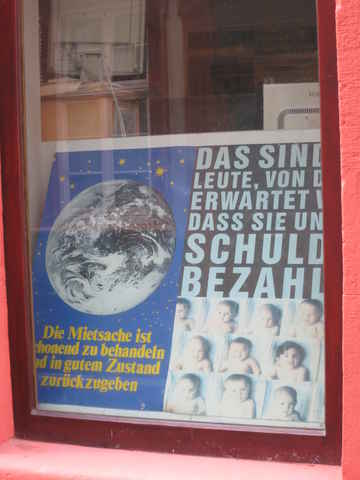 DAS SIND
LEUTE, VON D
ERWARTET W
DASS SIE UN
SCHULD
BEZAHL
Die Mietsache ist
chonend zu behandeln
nd in gutem Zustand
zurückzugeben